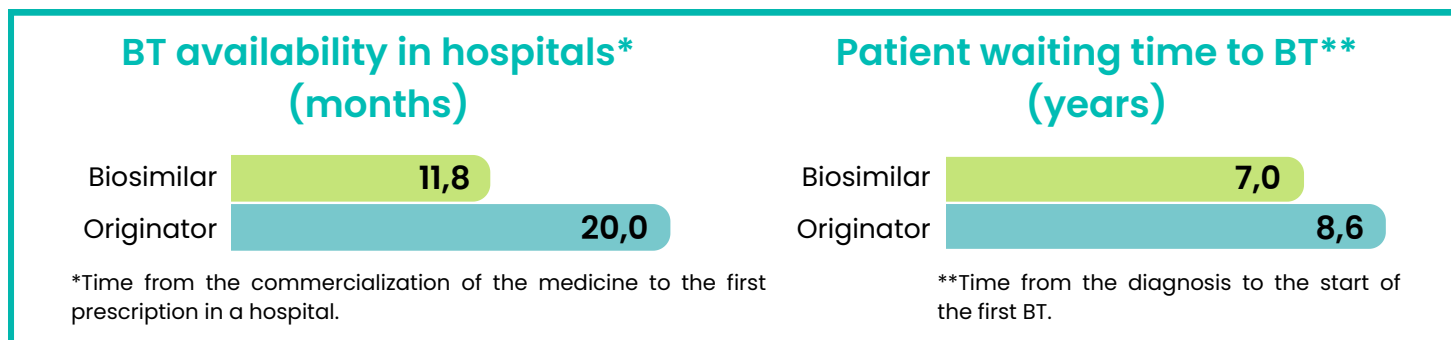 BT availability in hospitals*
(months)
Biosimilar 11,8
Originator 20,0
*Time from the commercialization of the medicine to the first
prescription in a hospital.
Patient waiting time to BT**
(years)
Biosimilar 7,0
Originator 8,6
**Time from the diagnosis to the start of
the first BT.